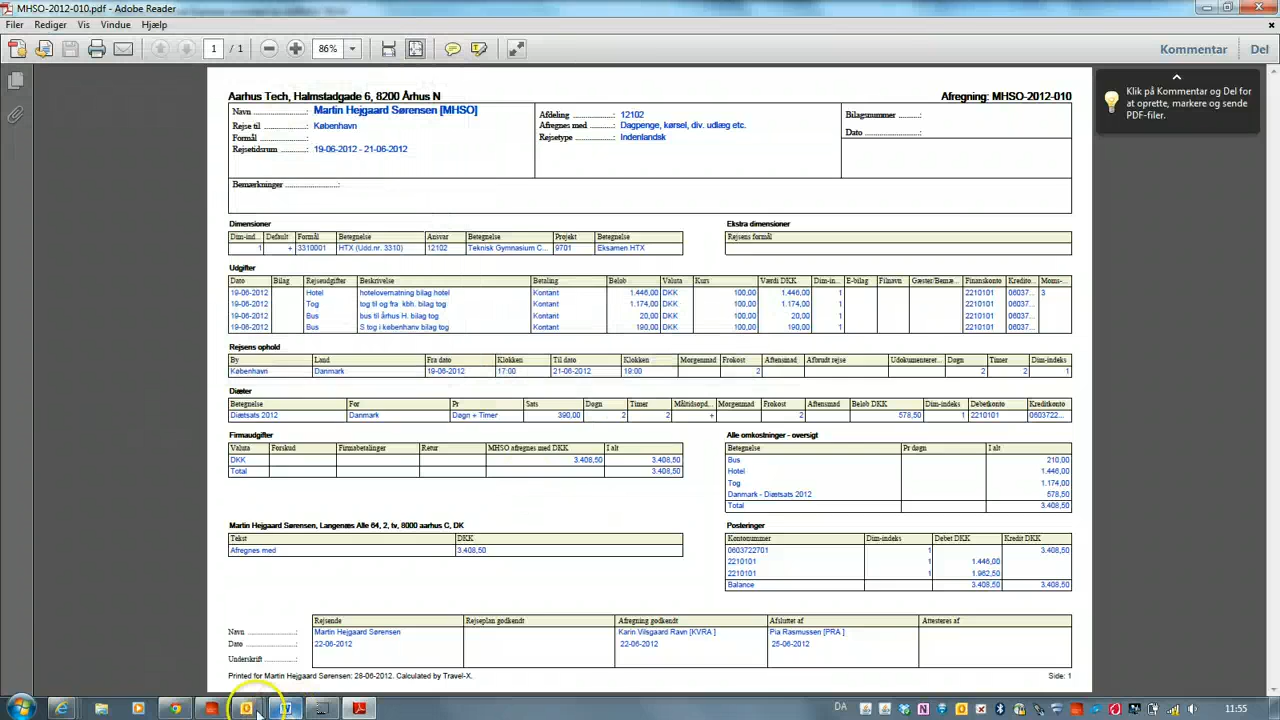 MHSO-2012-010.pdf - Adobe Reader
Filer Rediger Vis Vindue Hjælp
1 / 1 86% Kommentar Del
Klik på Kommentar og Del for
at oprette, markere og sende
PDF-filer.
Aarhus Tech, Halmstadgade 6, 8200 Århus N Afregning: MHSO-2012-010
Navn Martin Hejgaard Sørensen [MHSO] Afdeling 12102 Bilagsnummer
Rejse til København Afregnes med Dagpenge, kørsel, div. udlæg etc.
Formål Rejsetype Indenlandsk Dato
Rejsetidsrum 19-06-2012 - 21-06-2012
Bemærkninger
Dimensioner Ekstra dimensioner
Dim-ind... Default Formål Betegnelse Ansvar Betegnelse Projekt Betegnelse Rejsens formål
1 + 3310001 HTX (Udd.nr. 3310) 12102 Teknisk Gymnasium C... 9701 Eksamen HTX
Udgifter
Dato Bilag Rejseudgifter Beskrivelse Betaling Beløb Valuta Kurs Værdi DKK Dim-in... E-bilag Filnavn Gæster/Bemæ... Finanskonto Kredito... Moms-...
19-06-2012 Hotel hotelovernatning bilag hotel Kontant 1.446,00 DKK 100,00 1.446,00 1 2210101 06037... 3
19-06-2012 Tog tog til og fra kbh. bilag tog Kontant 1.174,00 DKK 100,00 1.174,00 1 2210101 06037...
19-06-2012 Bus bus til århus H. bilag tog Kontant 20,00 DKK 100,00 20,00 1 2210101 06037...
19-06-2012 Bus S tog i københanv bilag tog Kontant 190,00 DKK 100,00 190,00 1 2210101 06037...
Rejsens ophold
By Land Fra dato Klokken Til dato Klokken Morgenmad Frokost Aftensmad Afbrudt rejse Udokumenteret... Døgn Timer Dim-indeks
København Danmark 19-06-2012 17:00 21-06-2012 19:00 2 2 2 1
Diæter
Betegnelse For Pr Sats Døgn Timer Måltidsopd... Morgenmad Frokost Aftensmad Beløb DKK Dim-indeks Debetkonto Kreditkonto
Diætsats 2012 Danmark Døgn + Timer 390,00 2 2 + 2 578,50 1 2210101 0603722...
Firmaudgifter Alle omkostninger - oversigt
Valuta Forskud Firmabetalinger Retur MHSO afregnes med DKK I alt Betegnelse Pr døgn I alt
DKK 3.408,50 3.408,50 Bus 210,00
Total 3.408,50 Hotel 1.446,00
Tog 1.174,00
Danmark - Diætsats 2012 578,50
Total 3.408,50
Martin Hejgaard Sørensen, Langenæs Alle 64, 2, tv, 8000 aarhus C, DK Posteringer
Tekst DKK Kontonummer Dim-indeks Debet DKK Kredit DKK
Afregnes med 3.408,50 0603722701 1 3.408,50
2210101 1 1.446,00
2210101 1 1.962,50
Balance 3.408,50 3.408,50
Rejsende Rejseplan godkendt Afregning godkendt Afsluttet af Attesteres af
Navn Martin Hejgaard Sørensen Karin Vilsgaard Ravn [KVRA ] Pia Rasmussen [PRA ]
Dato 22-06-2012 22-06-2012 25-06-2012
Underskrift
Printed for Martin Hejgaard Sørensen: 28-06-2012. Calculated by Travel-X. Side: 1
DA 11:55